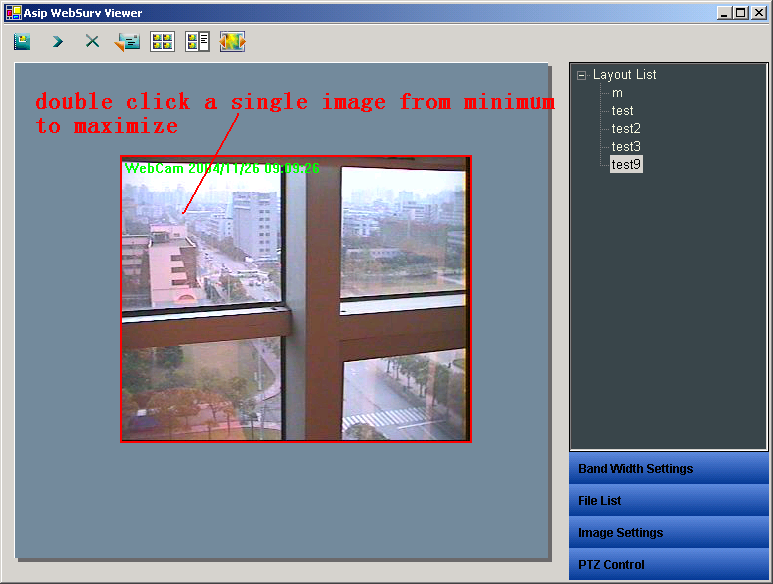 Asip WebSurv Viewer
double click a single image from minimum
to maximize
WebCam 2004/11/26 09:09:26
Layout List
m
test
test2
test3
test9
Band Width Settings
File List
Image Settings
PTZ Control